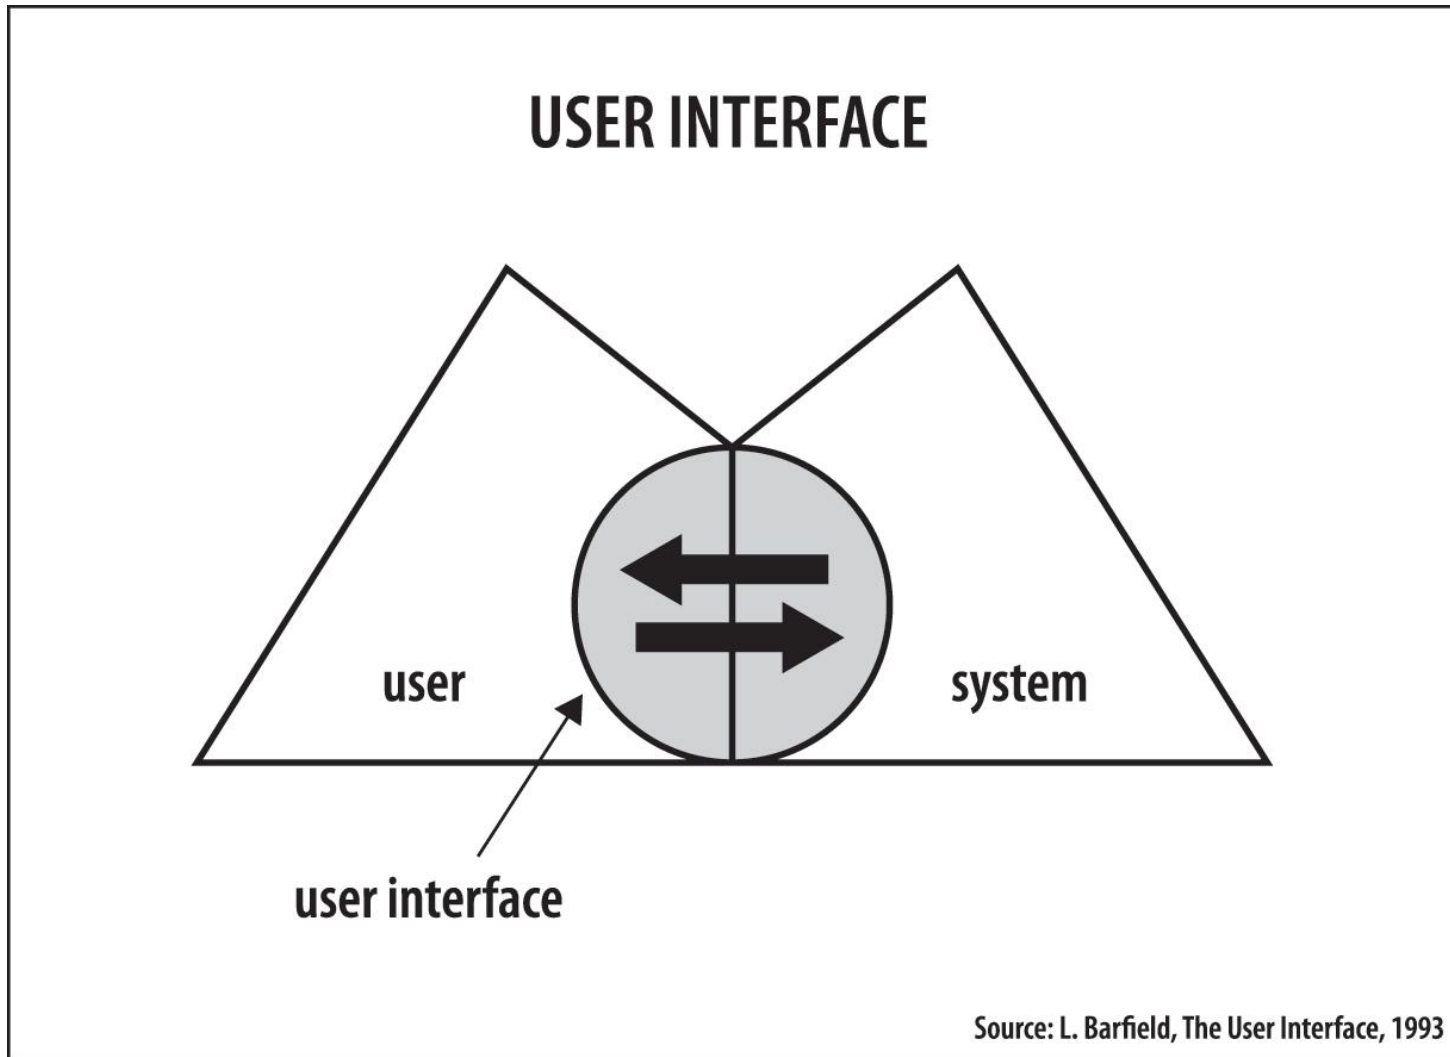 USER INTERFACE
user
system
user interface
Source: L. Barfield, The User Interface, 1993